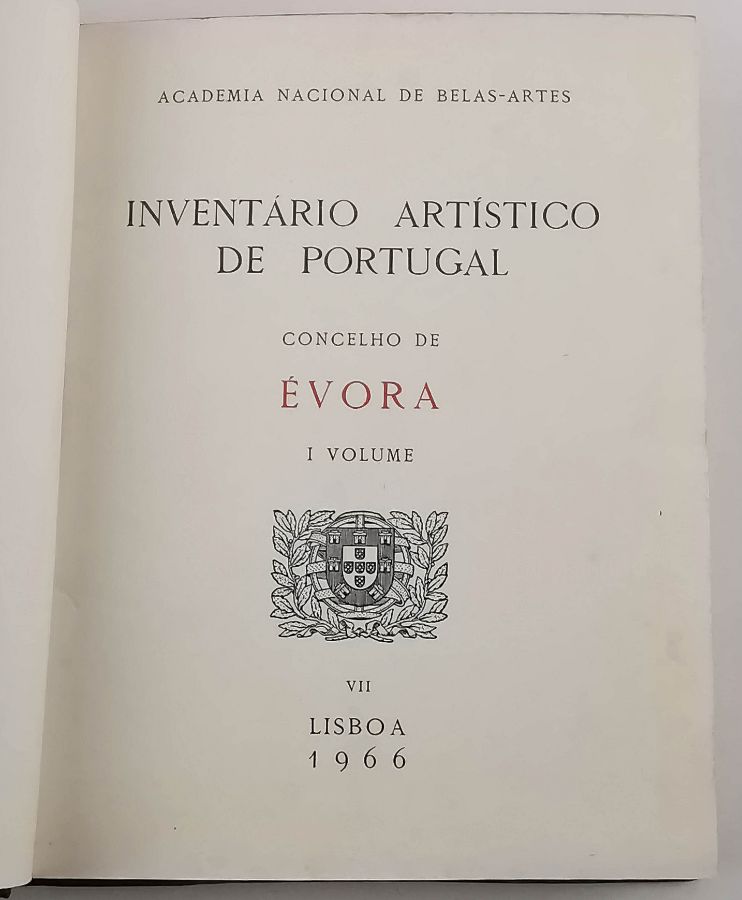 ACADEMIA NACIONAL DE BELAS-ARTES
INVENTÁRIO ARTÍSTICO
DE PORTUGAL
CONCELHO DE
ÉVORA
I VOLUME
VII
LISBOA
1966